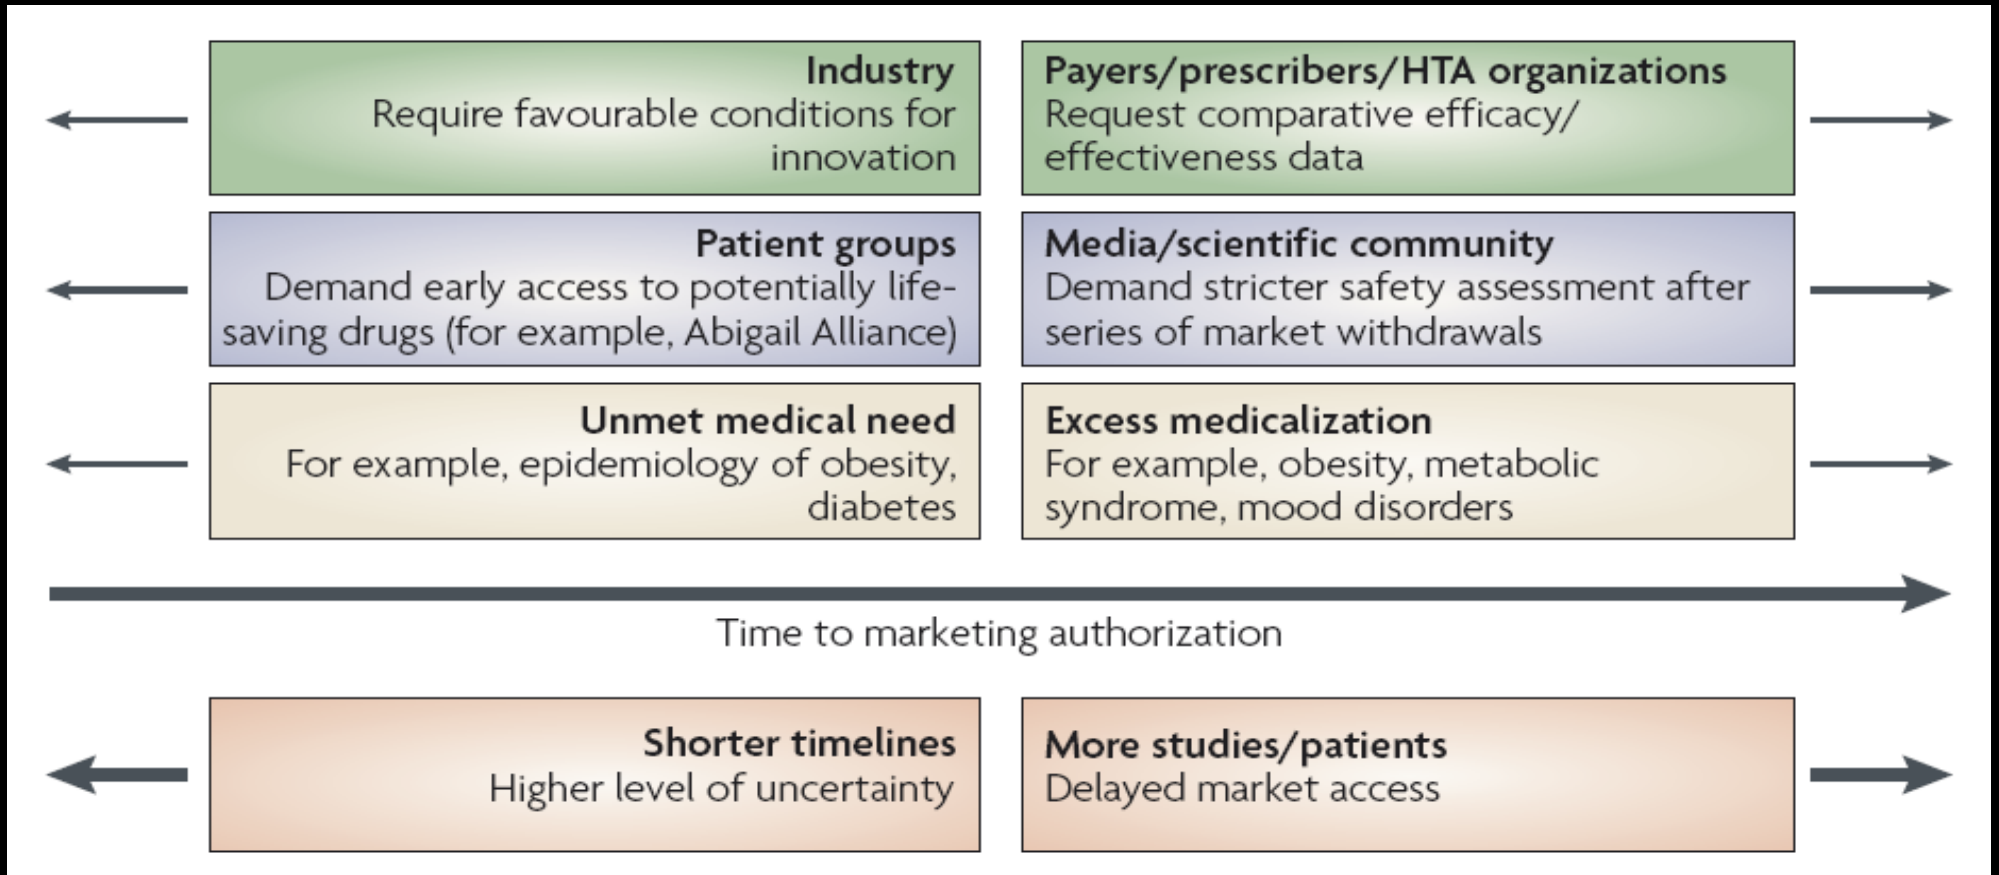 Industry
Require favourable conditions for
innovation
Payers/prescribers/HTA organizations
Request comparative efficacy/
effectiveness data
Patient groups
Demand early access to potentially life-
saving drugs (for example, Abigail Alliance)
Media/scientific community
Demand stricter safety assessment after
series of market withdrawals
Unmet medical need
For example, epidemiology of obesity,
diabetes
Excess medicalization
For example, obesity, metabolic
syndrome, mood disorders
Time to marketing authorization
Shorter timelines
Higher level of uncertainty
More studies/patients
Delayed market access